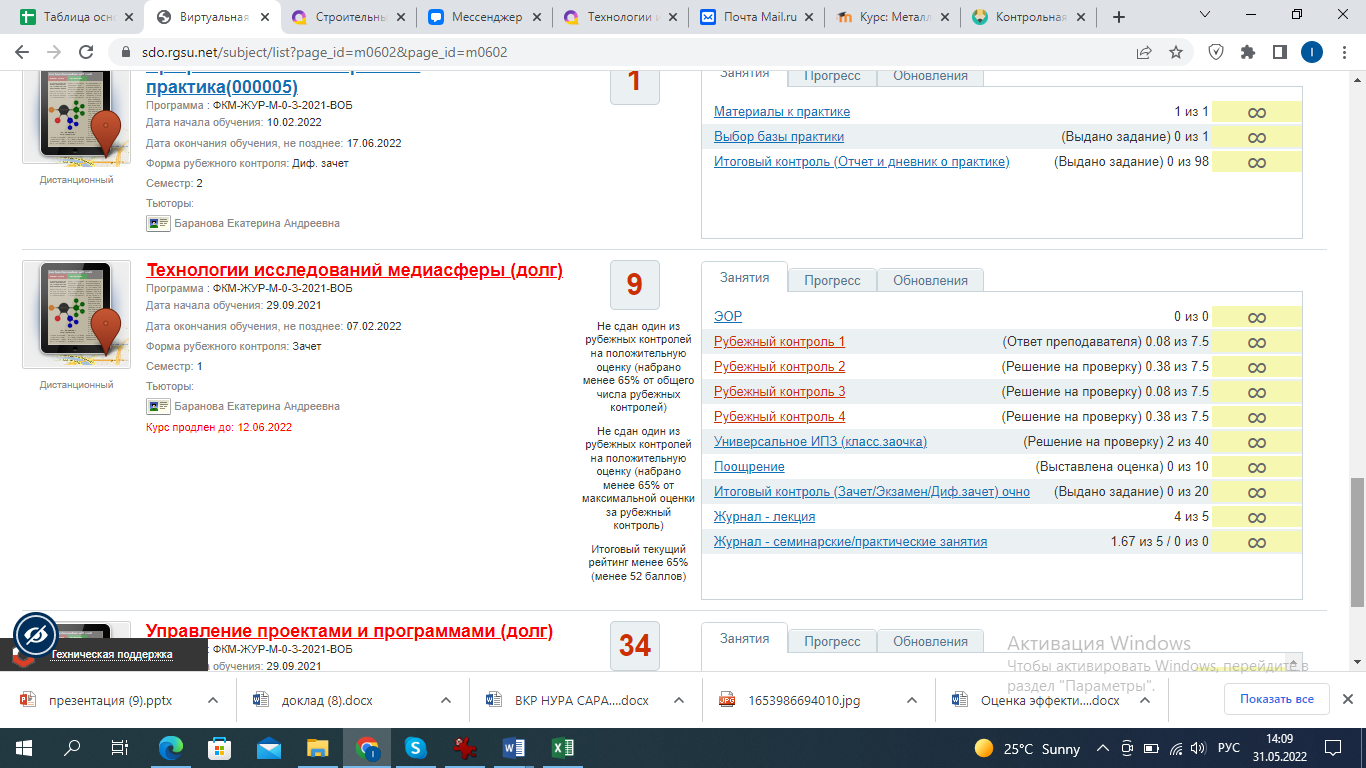 Таблица осно
Виртуальная
Строительны
Мессенджер
Технологии и
Почта Mail.ru
Курс: Металл
Контрольная
sdo.rgsu.net/subject/list?page_id=m0602&page_id=m0602
I
практика(000005)
Программа : ФКМ-ЖУР-М-0-З-2021-ВОБ
Дата начала обучения: 10.02.2022
Дата окончания обучения, не позднее: 17.06.2022
Форма рубежного контроля: Диф. зачет
Семестр: 2
Тьюторы:
Баранова Екатерина Андреевна
Дистанционный
1
Занятия
Прогресс
Обновления
Материалы к практике 1 из 1 ∞
Выбор базы практики (Выдано задание) 0 из 1 ∞
Итоговый контроль (Отчет и дневник о практике) (Выдано задание) 0 из 98 ∞
Технологии исследований медиасферы (долг)
Программа : ФКМ-ЖУР-М-0-З-2021-ВОБ
Дата начала обучения: 29.09.2021
Дата окончания обучения, не позднее: 07.02.2022
Форма рубежного контроля: Зачет
Семестр: 1
Тьюторы:
Баранова Екатерина Андреевна
Курс продлен до: 12.06.2022
Дистанционный
9
Не сдан один из
рубежных контролей
на положительную
оценку (набрано
менее 65% от общего
числа рубежных
контролей)
Не сдан один из
рубежных контролей
на положительную
оценку (набрано
менее 65% от
максимальной оценки
за рубежный
контроль)
Итоговый текущий
рейтинг менее 65%
(менее 52 баллов)
Занятия
Прогресс
Обновления
ЭОР 0 из 0 ∞
Рубежный контроль 1 (Ответ преподавателя) 0.08 из 7.5 ∞
Рубежный контроль 2 (Решение на проверку) 0.38 из 7.5 ∞
Рубежный контроль 3 (Решение на проверку) 0.08 из 7.5 ∞
Рубежный контроль 4 (Решение на проверку) 0.38 из 7.5 ∞
Универсальное ИПЗ (класс.заочка) (Решение на проверку) 2 из 40 ∞
Поощрение (Выставлена оценка) 0 из 10 ∞
Итоговый контроль (Зачет/Экзамен/Диф.зачет) очно (Выдано задание) 0 из 20 ∞
Журнал - лекция 4 из 5 ∞
Журнал - семинарские/практические занятия 1.67 из 5 / 0 из 0 ∞
Управление проектами и программами (долг)
ФКМ-ЖУР-М-0-З-2021-ВОБ
обучения: 29.09.2021
Техническая поддержка
34
Занятия
Прогресс
Обновления
Активация Windows
Чтобы активировать Windows, перейдите в
раздел "Параметры".
презентация (9).pptx
доклад (8).docx
ВКР НУРА САРА....docx
1653986694010.jpg
Оценка эффекти....docx
Показать все
25°C Sunny
РУС
14:09
31.05.2022